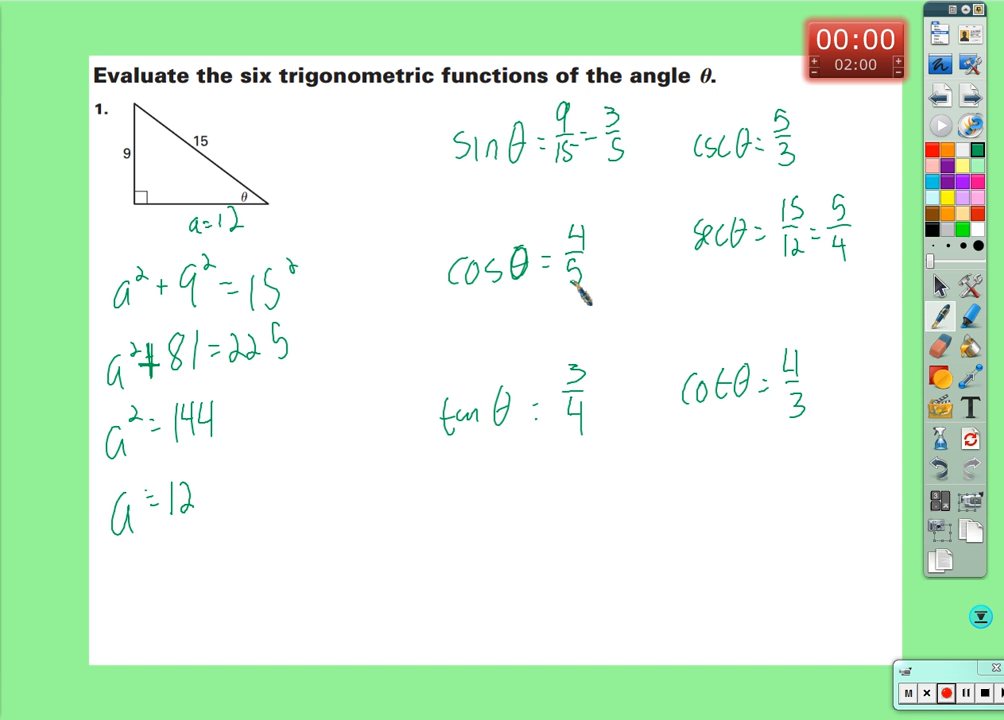 00:00
02:00
Evaluate the six trigonometric functions of the angle θ.
1.
15
9
θ
a=12
a² + 9² = 15²
a² + 81 = 225
a² = 144
a = 12
sin θ = 9/15 = 3/5
csc θ = 5/3
cos θ = 4/5
sec θ = 15/12 = 5/4
tan θ = 3/4
cot θ = 4/3
M